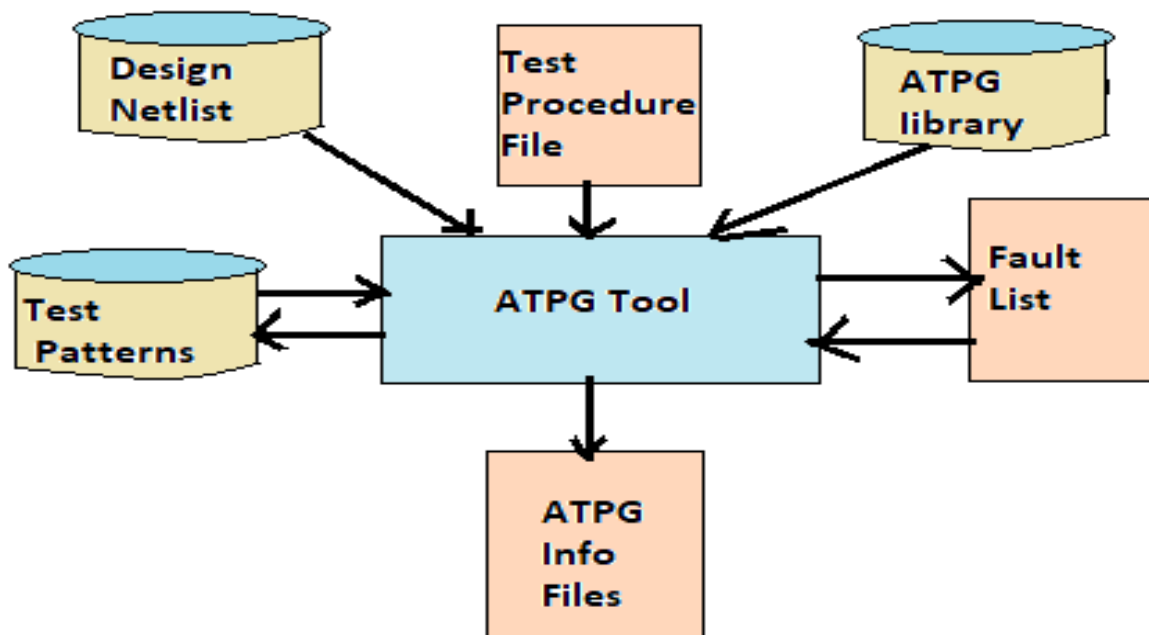 Design
Netlist
Test
Procedure
File
ATPG
library
Test
Patterns
ATPG Tool
Fault
List
ATPG
Info
Files